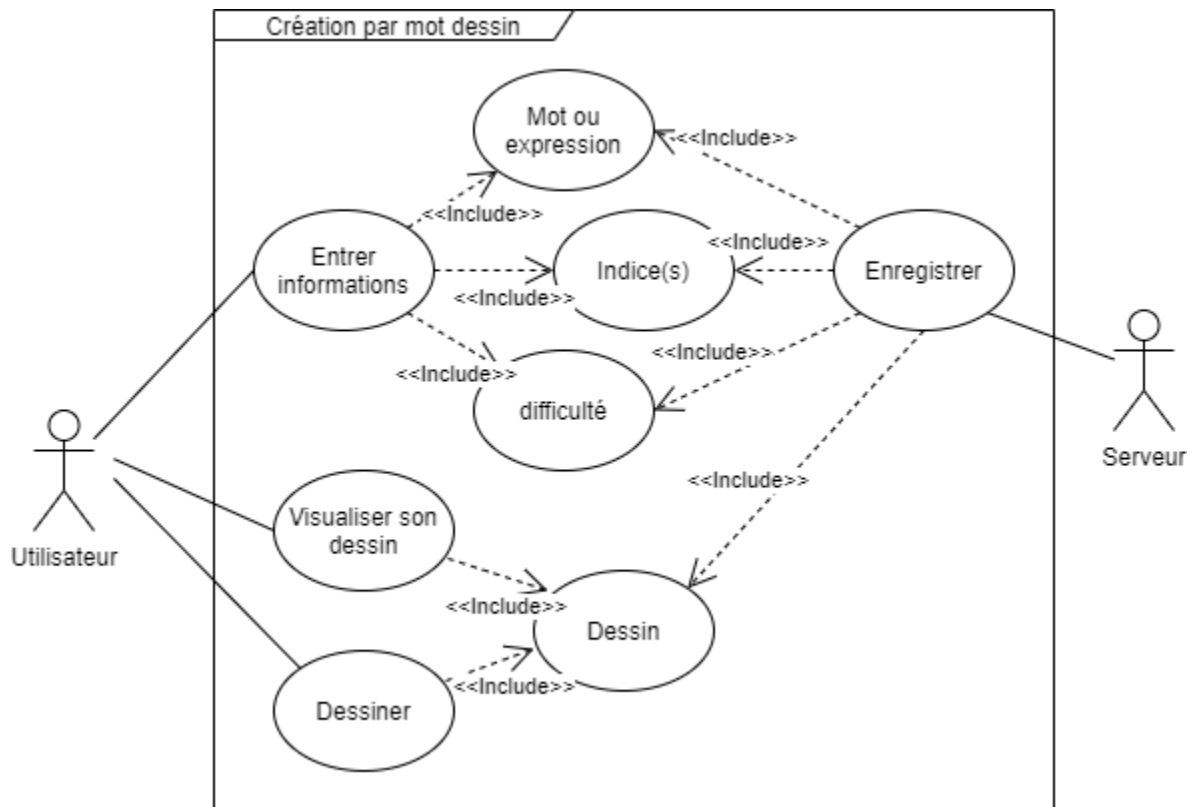 Création par mot dessin
Mot ou
expression
<<Include>>
<<Include>>
Entrer
informations
Indice(s)
<<Include>>
Enregistrer
<<Include>>
<<Include>>
<<Include>>
difficulté
Serveur
<<Include>>
Visualiser son
dessin
Utilisateur
<<Include>>
Dessin
<<Include>>
Dessiner